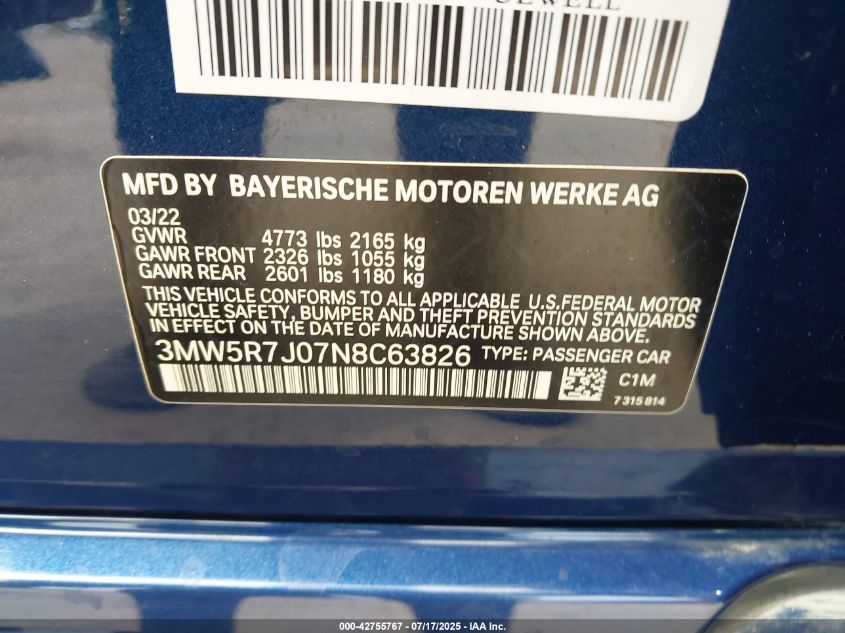 MFD BY BAYERISCHE MOTOREN WERKE AG
03/22
GVWR 4773 lbs 2165 kg
GAWR FRONT 2326 lbs 1055 kg
GAWR REAR 2601 lbs 1180 kg
THIS VEHICLE CONFORMS TO ALL APPLICABLE U.S.FEDERAL MOTOR
VEHICLE SAFETY, BUMPER AND THEFT PREVENTION STANDARDS
IN EFFECT ON THE DATE OF MANUFACTURE SHOWN ABOVE.
3MW5R7J07N8C63826 TYPE: PASSENGER CAR
C1M
7 315 814
000-42755767 - 07/17/2025 - IAA Inc.